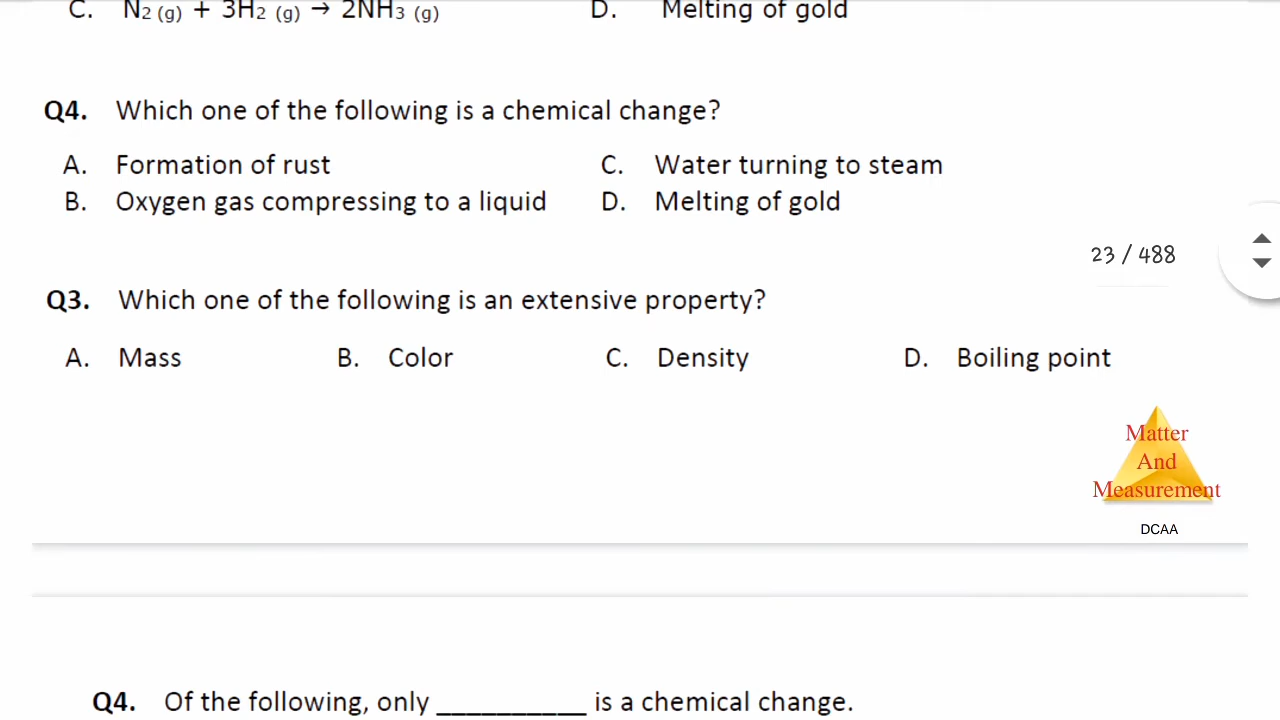 C. N2 (g) + 3H2 (g) → 2NH3 (g) D. Melting of gold
Q4. Which one of the following is a chemical change?
A. Formation of rust C. Water turning to steam
B. Oxygen gas compressing to a liquid D. Melting of gold
23 / 488
Q3. Which one of the following is an extensive property?
A. Mass B. Color C. Density D. Boiling point
Matter
And
Measurement
DCAA
Q4. Of the following, only __________ is a chemical change.